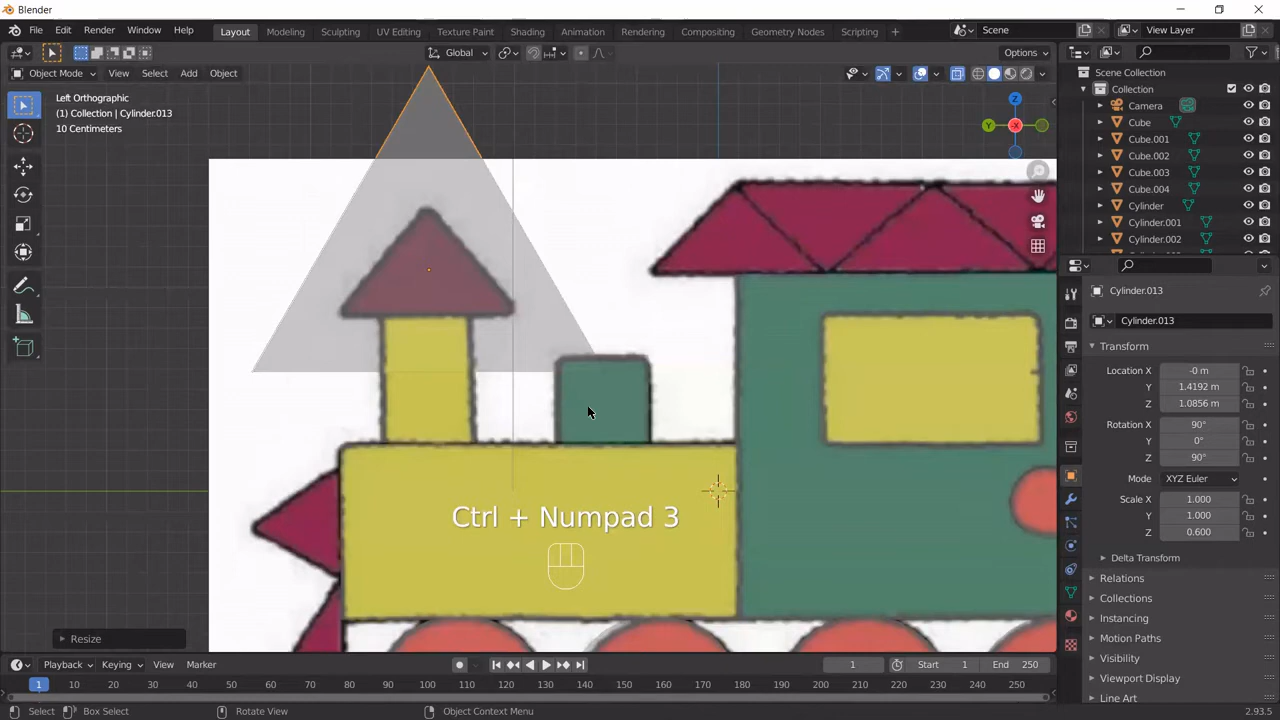 Blender
File Edit Render Window Help Layout Modeling Sculpting UV Editing Texture Paint Shading Animation Rendering Compositing Geometry Nodes Scripting + Scene View Layer
Global Options
Object Mode View Select Add Object
Scene Collection
Collection
Camera
Cube
Cube.001
Cube.002
Cube.003
Cube.004
Cylinder
Cylinder.001
Cylinder.002
Left Orthographic
(1) Collection | Cylinder.013
10 Centimeters
Z
Y
-X
Cylinder.013
Cylinder.013
Transform
Location X -0 m
Y 1.4192 m
Z 1.0856 m
Rotation X 90°
Y 0°
Z 90°
Mode XYZ Euler
Scale X 1.000
Y 1.000
Z 0.600
Delta Transform
Relations
Collections
Instancing
Motion Paths
Visibility
Viewport Display
Line Art
Ctrl + Numpad 3
Resize
Playback Keying View Marker 1 Start 1 End 250
1 10 20 30 40 50 60 70 80 90 100 110 120 130 140 150 160 170 180 190 200 210 220 230 240 250
Select Box Select Rotate View Object Context Menu 2.93.5